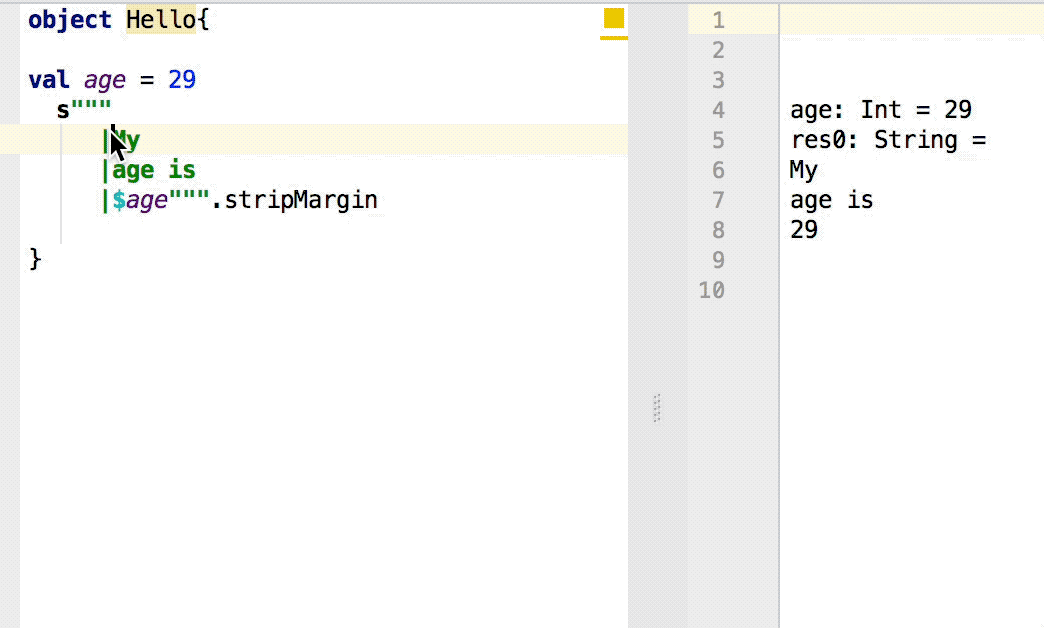 object Hello{
val age = 29
s"""
|My
|age is
|$age""".stripMargin
}
1
2
3
4
5
6
7
8
9
10
age: Int = 29
res0: String =
My
age is
29